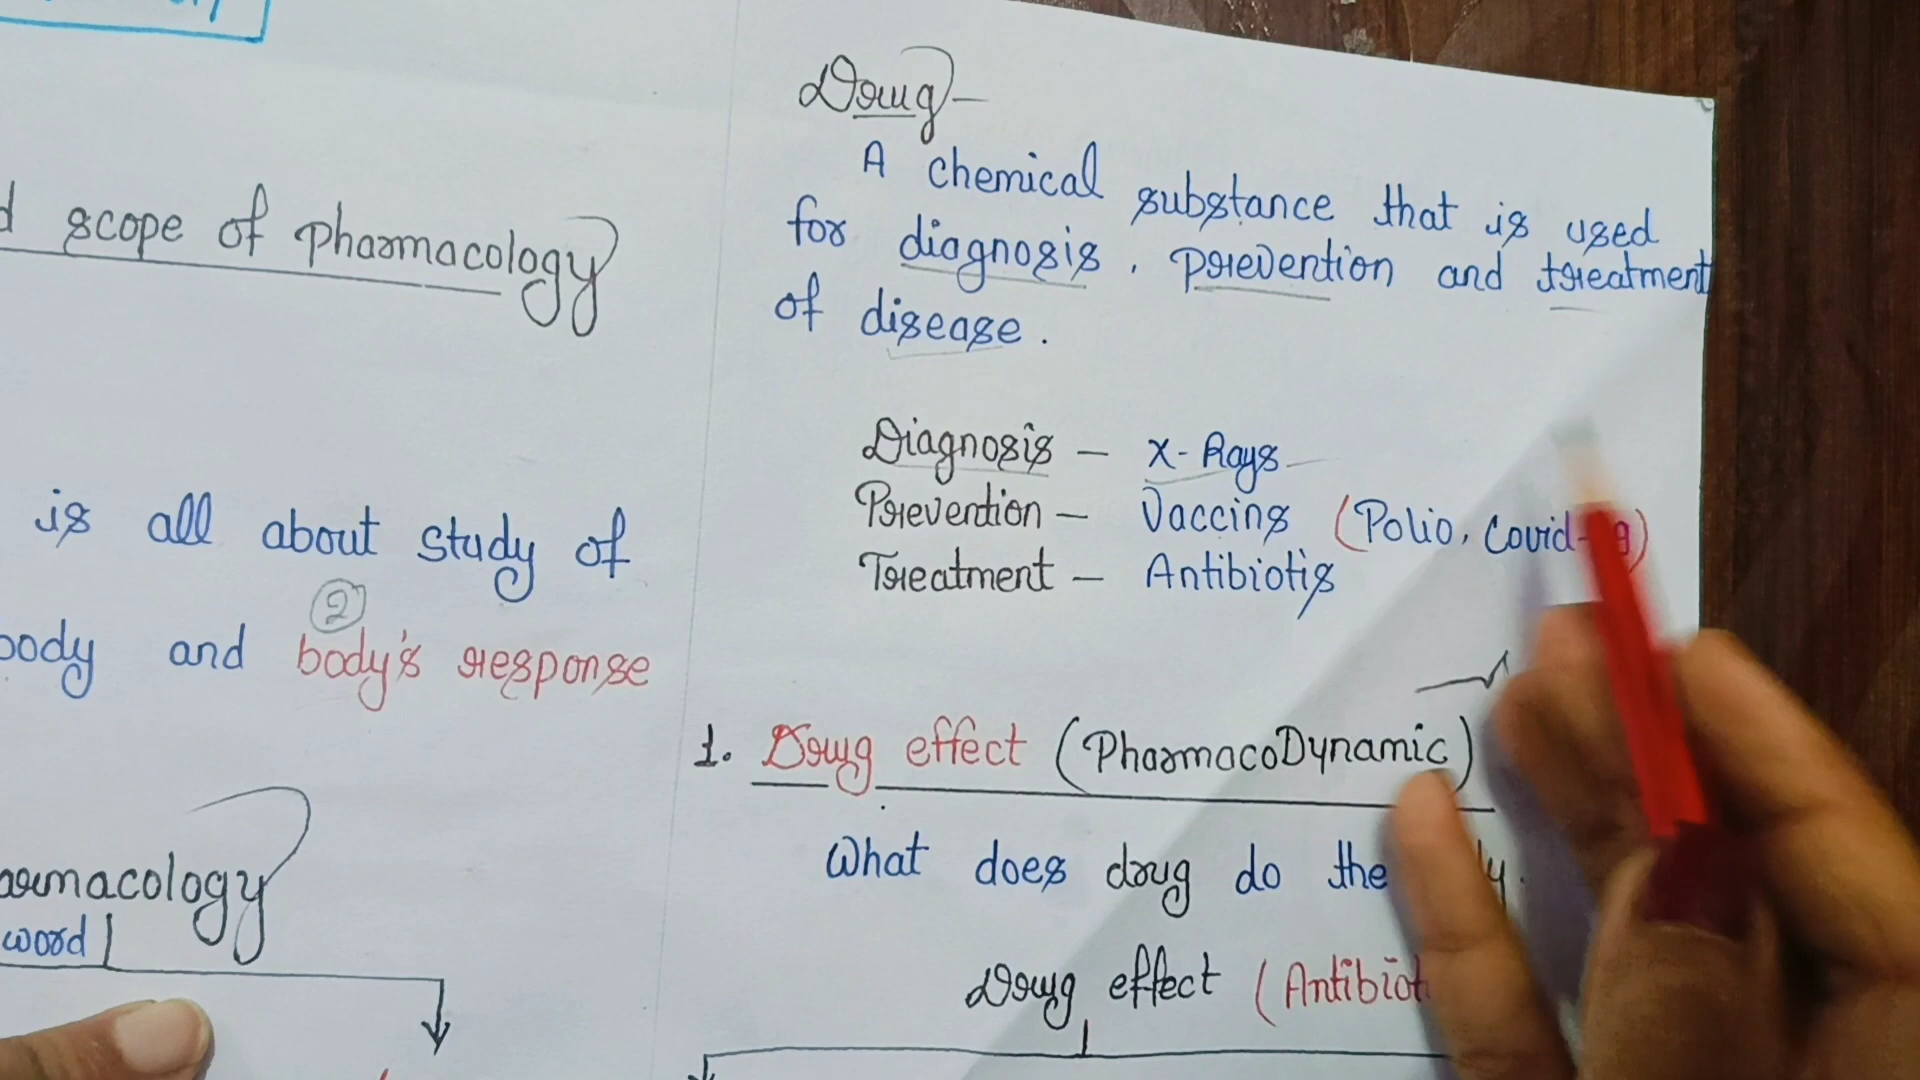 scope of pharmacology
is all about study of
2
body and body's response
word
Drug -
A chemical substance that is used
for diagnosis, prevention and treatment
of disease.
Diagnosis - X-Rays
Prevention - Vaccins (Polio, Covid-19)
Treatment - Antibiotis
1. Drug effect (PharmacoDynamic)
What does drug do the
Drug effect (